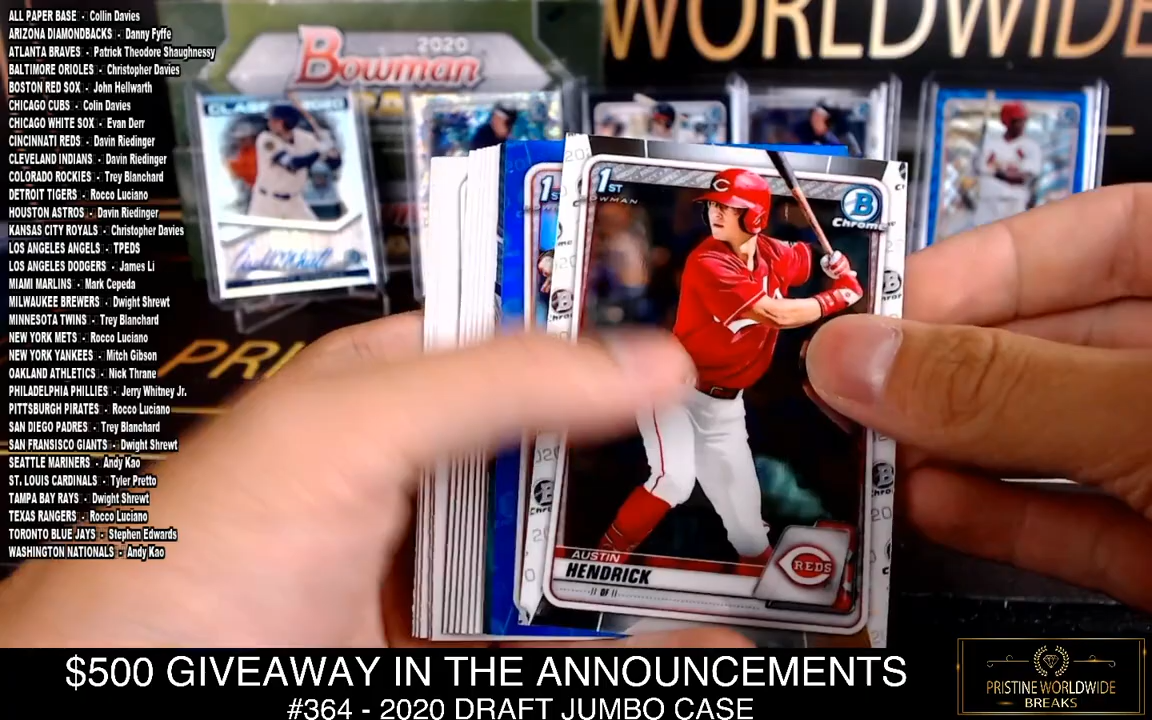 ALL PAPER BASE - Collin Davies
ARIZONA DIAMONDBACKS - Danny Fyffe
ATLANTA BRAVES - Patrick Theodore Shaughnessy
BALTIMORE ORIOLES - Christopher Davies
BOSTON RED SOX - John Hellwarth
CHICAGO CUBS - Colin Davies
CHICAGO WHITE SOX - Evan Derr
CINCINNATI REDS - Davin Riedinger
CLEVELAND INDIANS - Davin Riedinger
COLORADO ROCKIES - Trey Blanchard
DETROIT TIGERS - Rocco Luciano
HOUSTON ASTROS - Davin Riedinger
KANSAS CITY ROYALS - Christopher Davies
LOS ANGELES ANGELS - TPEDS
LOS ANGELES DODGERS - James Li
MIAMI MARLINS - Mark Cepeda
MILWAUKEE BREWERS - Dwight Shrewt
MINNESOTA TWINS - Trey Blanchard
NEW YORK METS - Rocco Luciano
NEW YORK YANKEES - Mitch Gibson
OAKLAND ATHLETICS - Nick Thrane
PHILADELPHIA PHILLIES - Jerry Whitney Jr.
PITTSBURGH PIRATES - Rocco Luciano
SAN DIEGO PADRES - Trey Blanchard
SAN FRANSISCO GIANTS - Dwight Shrewt
SEATTLE MARINERS - Andy Kao
ST. LOUIS CARDINALS - Tyler Pretto
TAMPA BAY RAYS - Dwight Shrewt
TEXAS RANGERS - Rocco Luciano
TORONTO BLUE JAYS - Stephen Edwards
WASHINGTON NATIONALS - Andy Kao
WORLDWIDE
2020
Bowman
PRI
1ST
1ST
OWMAN
B
Chrome
AUSTIN
HENDRICK
OF
REDS
$500 GIVEAWAY IN THE ANNOUNCEMENTS
#364 - 2020 DRAFT JUMBO CASE
PRISTINE WORLDWIDE
BREAKS